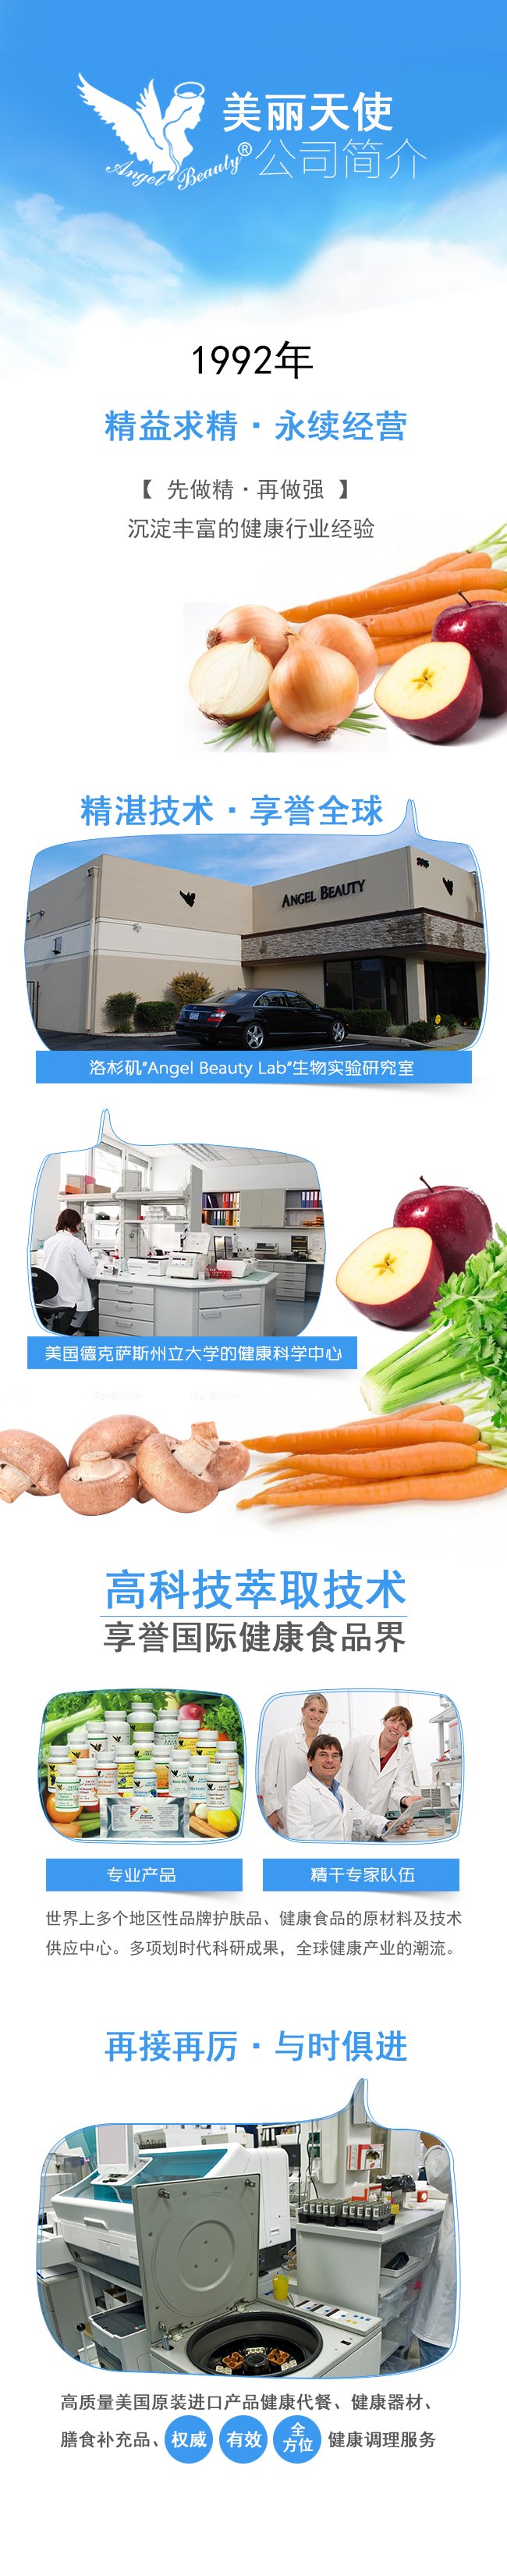 美丽天使
Angel Beauty®
公司简介
1992年
精益求精·永续经营
【 先做精·再做强 】
沉淀丰富的健康行业经验
精湛技术·享誉全球
ANGEL BEAUTY
洛杉矶“Angel Beauty Lab”生物实验研究室
美国德克萨斯州立大学的健康科学中心
高科技萃取技术
享誉国际健康食品界
专业产品
精干专家队伍
世界上多个地区性品牌护肤品、健康食品的原材料及技术
供应中心。多项划时代科研成果，全球健康产业的潮流。
再接再厉·与时俱进
高质量美国原装进口产品健康代餐、健康器材、
膳食补充品、权威 有效 全方位 健康调理服务